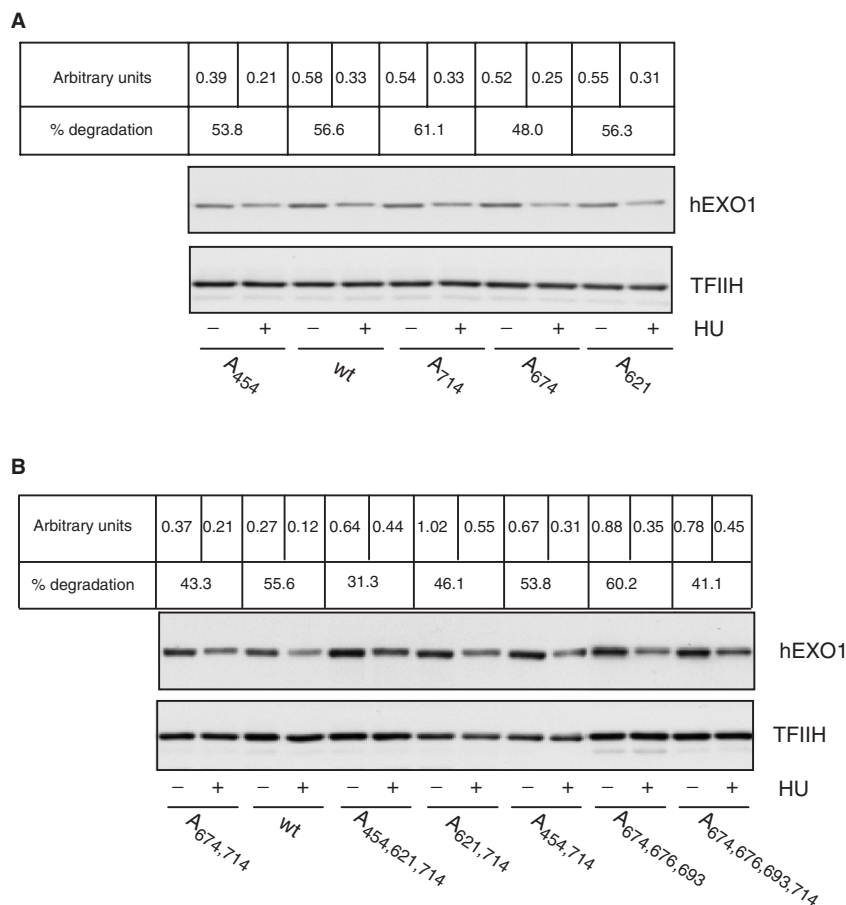 A
Arbitrary units 0.39 0.21 0.58 0.33 0.54 0.33 0.52 0.25 0.55 0.31
% degradation 53.8 56.6 61.1 48.0 56.3
hEXO1
TFIIH
– + – + – + – + – + HU
A454 wt A714 A674 A621
B
Arbitrary units 0.37 0.21 0.27 0.12 0.64 0.44 1.02 0.55 0.67 0.31 0.88 0.35 0.78 0.45
% degradation 43.3 55.6 31.3 46.1 53.8 60.2 41.1
hEXO1
TFIIH
– + – + – + – + – + – + – + HU
A674,714 wt A454,621,714 A621,714 A454,714 A674,676,693 A674,676,693,714